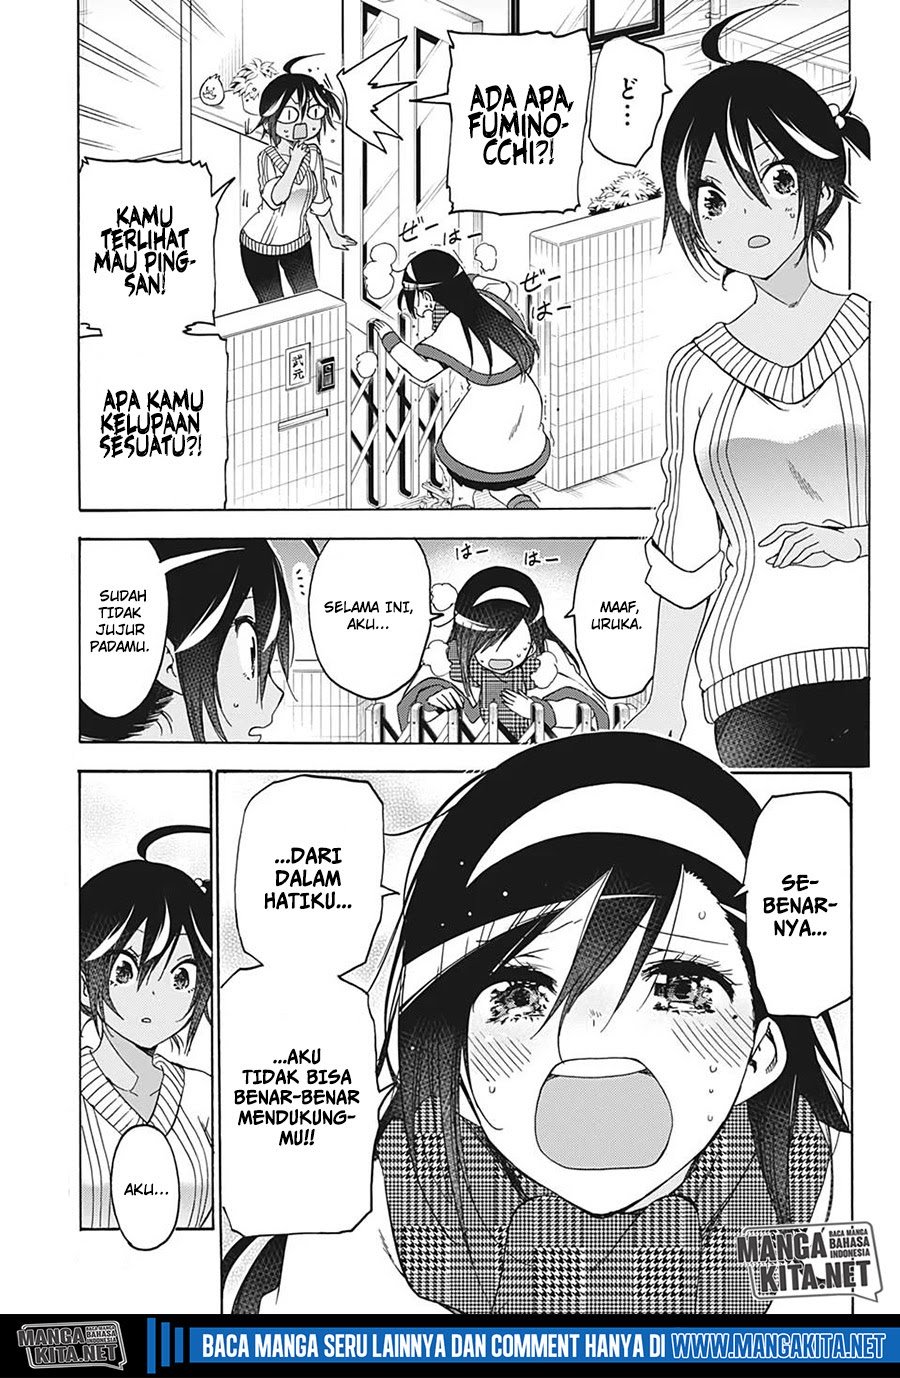 ど…
ADA APA,
FUMINO-
CCHI?!
KAMU
TERLIHAT
MAU PING-
SAN!
APA KAMU
KELUPAAN
SESUATU?!
ぜー
はー
ぜー
はー
武元
MAAF,
URUKA.
はー
はー
SELAMA INI,
AKU...
SUDAH
TIDAK
JUJUR
PADAMU.
SE-
BENAR-
NYA...
...DARI
DALAM
HATIKU...
...AKU
TIDAK BISA
BENAR-BENAR
MENDUKUNG-
MU!!
AKU...
MANGA
KITA.NET
BACA MANGA
BAHASA
INDONESIA
MANGA
KITA.NET
BACA MANGA
BAHASA
INDONESIA
BACA MANGA SERU LAINNYA DAN COMMENT HANYA DI WWW.MANGAKITA.NET